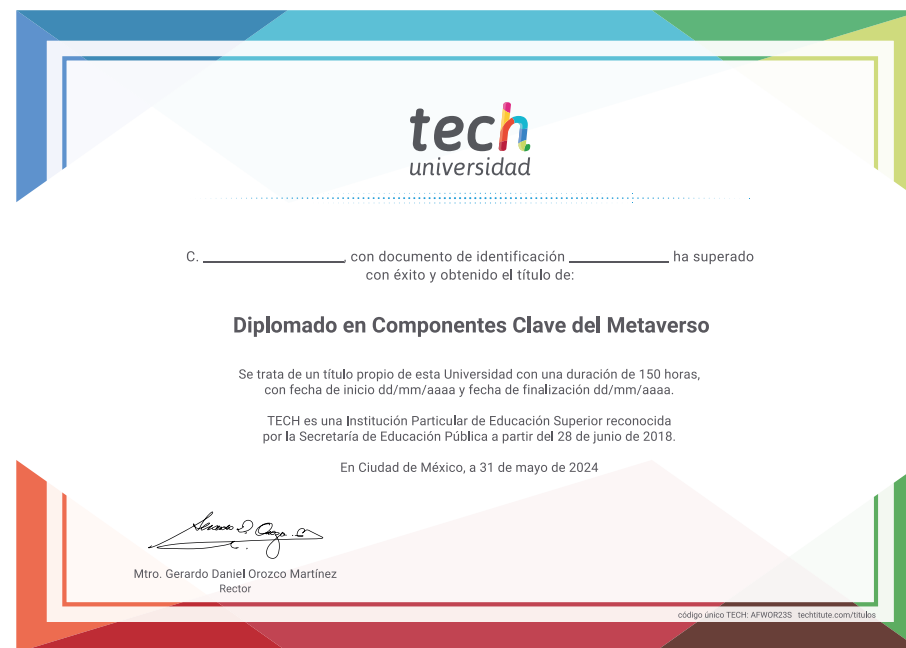 tech
universidad
C. ____________, con documento de identificación ____________ ha superado
con éxito y obtenido el título de:
Diplomado en Componentes Clave del Metaverso
Se trata de un título propio de esta Universidad con una duración de 150 horas,
con fecha de inicio dd/mm/aaaa y fecha de finalización dd/mm/aaaa.
TECH es una Institución Particular de Educación Superior reconocida
por la Secretaría de Educación Pública a partir del 28 de junio de 2018.
En Ciudad de México, a 31 de mayo de 2024
Mtro. Gerardo Daniel Orozco Martínez
Rector
código único TECH: AFWOR23S techtitute.com/titulos